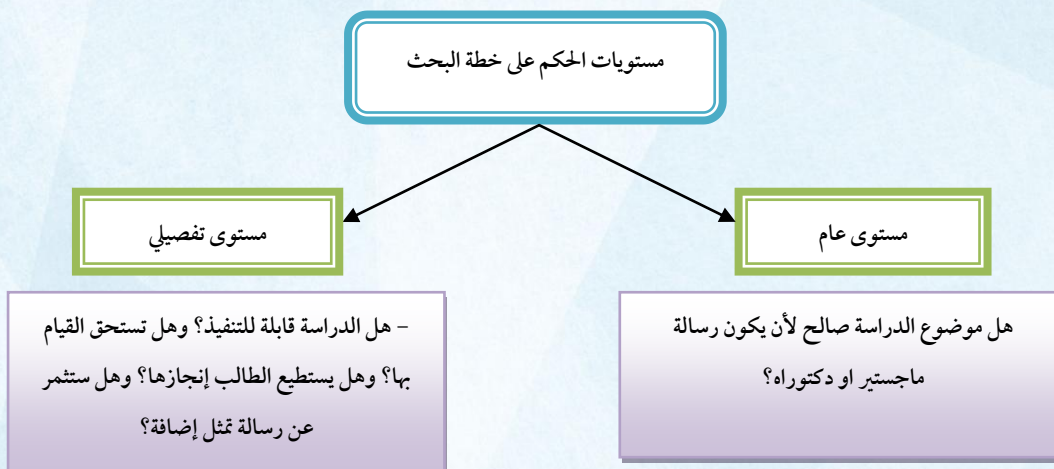 مستويات الحكم على خطة البحث
مستوى عام
هل موضوع الدراسة صالح لأن يكون رسالة
ماجستير او دكتوراه؟
مستوى تفصيلي
– هل الدراسة قابلة للتنفيذ؟ وهل تستحق القيام
بها؟ وهل يستطيع الطالب إنجازها؟ وهل ستثمر
عن رسالة تمثل إضافة؟